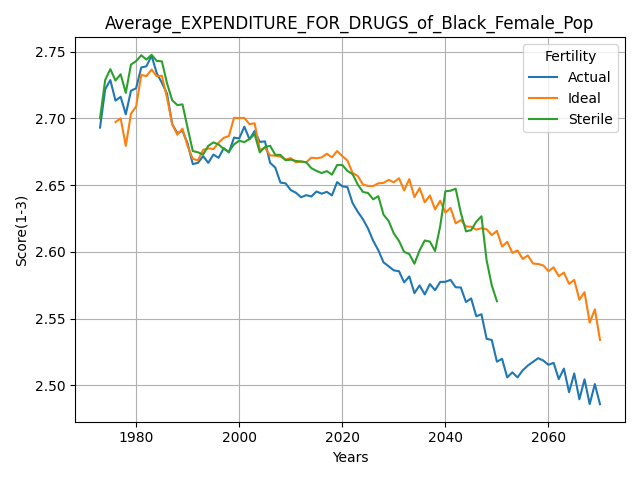 Average_EXPENDITURE_FOR_DRUGS_of_Black_Female_Pop
Score(1-3)
2.75
2.70
2.65
2.60
2.55
2.50
Fertility
Actual
Ideal
Sterile
1980
2000
2020
2040
2060
Years